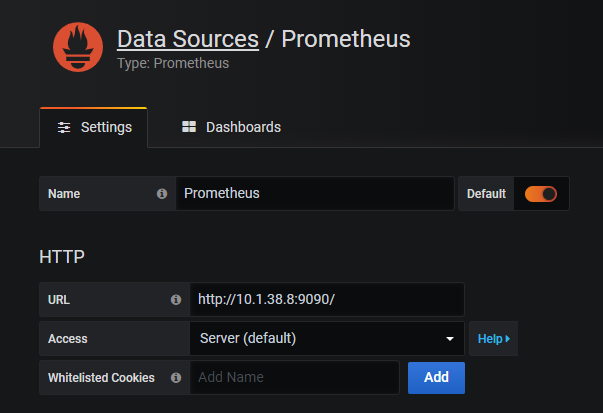 Data Sources / Prometheus
Type: Prometheus
Settings Dashboards
Name Prometheus Default
HTTP
URL http://10.1.38.8:9090/
Access Server (default) Help
Whitelisted Cookies Add Name Add